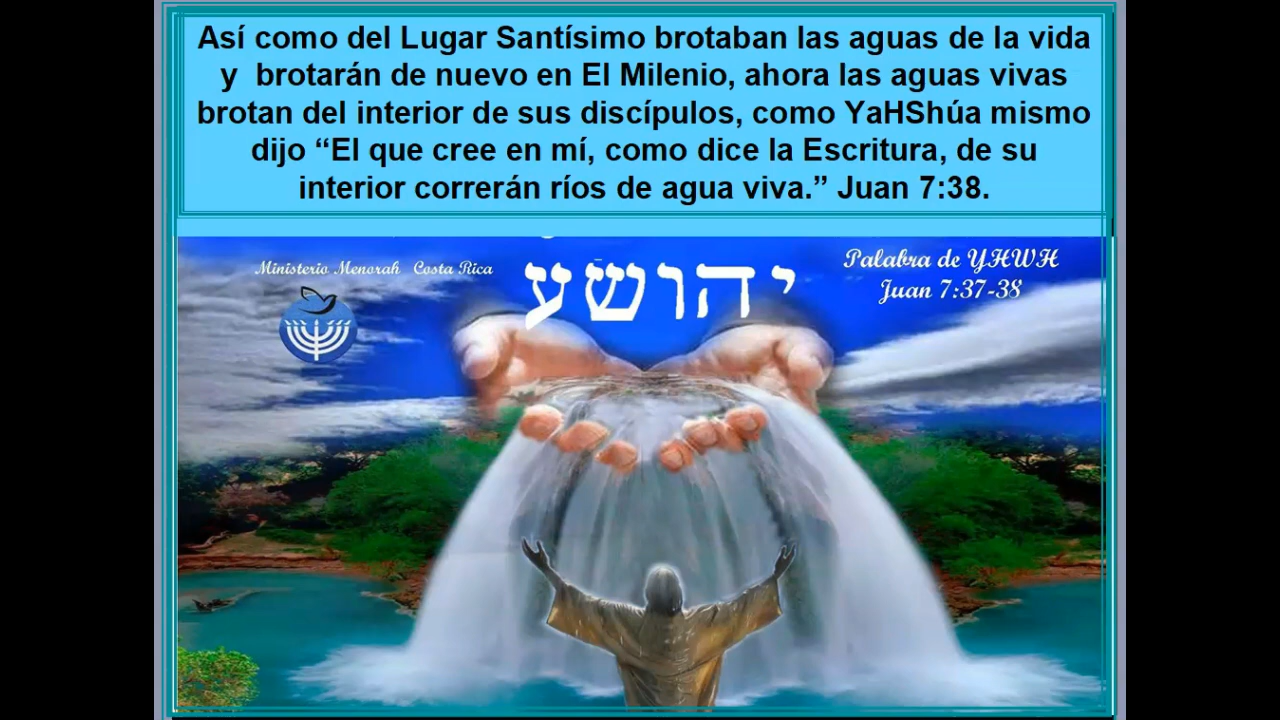 Así como del Lugar Santísimo brotaban las aguas de la vida
y brotarán de nuevo en El Milenio, ahora las aguas vivas
brotan del interior de sus discípulos, como YaHShúa mismo
dijo “El que cree en mí, como dice la Escritura, de su
interior correrán ríos de agua viva.” Juan 7:38.
Ministerio Menorah Costa Rica
יהושע
Palabra de YHWH
Juan 7:37-38